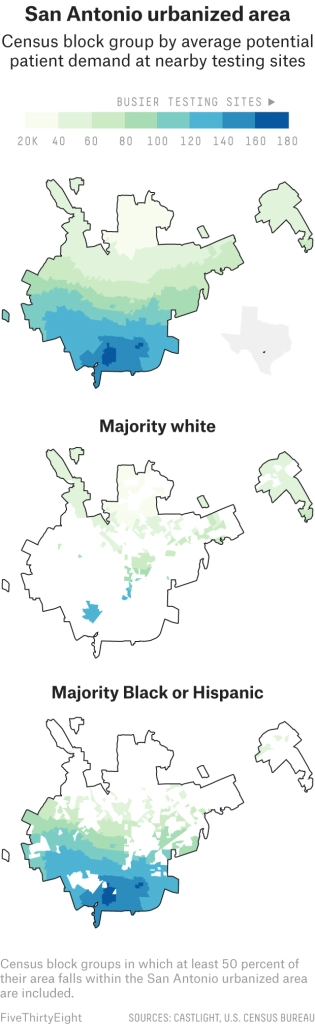 San Antonio urbanized area
Census block group by average potential
patient demand at nearby testing sites
BUSIER TESTING SITES ►
20K 40 60 80 100 120 140 160 180
Majority white
Majority Black or Hispanic
Census block groups in which at least 50 percent of
their area falls within the San Antonio urbanized area
are included.
FiveThirtyEight SOURCES: CASTLIGHT, U.S. CENSUS BUREAU